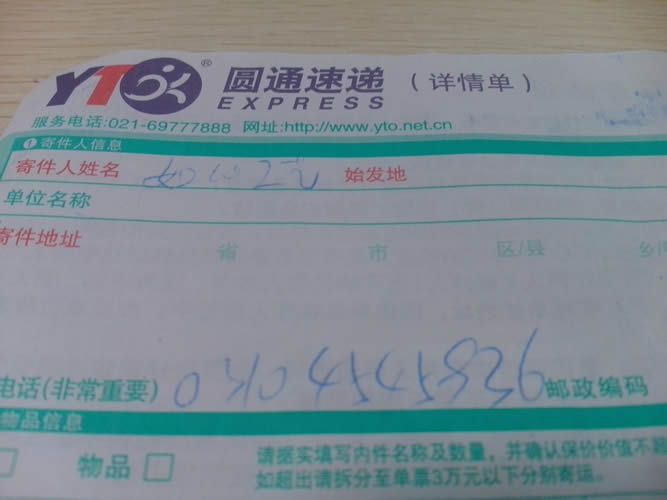 YTO® 圆通速递 (详情单)
EXPRESS
服务电话:021-69777888 网址:http://www.yto.net.cn
1 寄件人信息
寄件人姓名 始发地
单位名称
寄件地址 省 市 区/县 乡
电话(非常重要) 邮政编码
物品信息
物品 请据实填写内件名称及数量,并确认保价价值不超
如超出请拆分至单票3万元以下分别寄运。